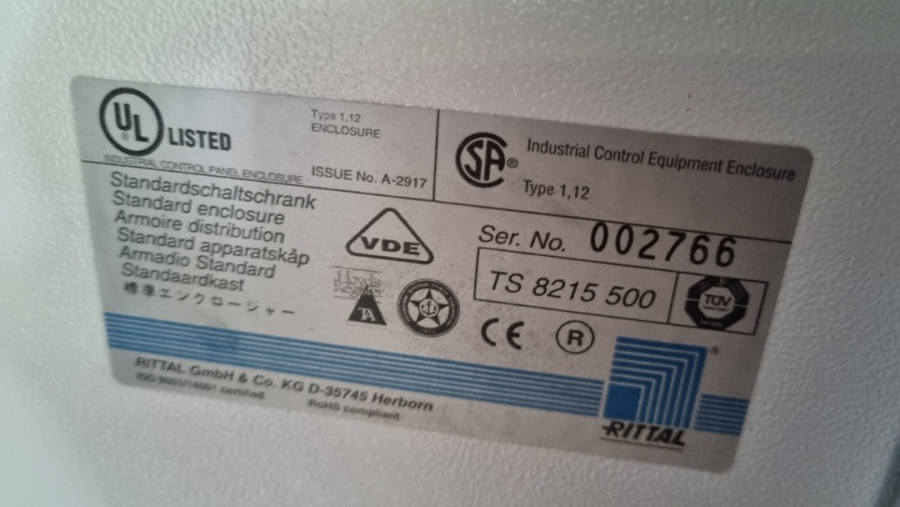 UL® LISTED
Type 1,12
ENCLOSURE
INDUSTRIAL CONTROL PANEL ENCLOSURE
ISSUE No. A-2917
Standardschaltschrank
Standard enclosure
Armoire distribution
Standard apparatskåp
Armadio Standard
Standaardkast
標準エンクロージャー
VDE
Lloyd's
Register
TA
SA® Industrial Control Equipment Enclosure
Type 1,12
Ser. No. 002766
TS 8215 500
TÜV
CE R
RITTAL GmbH & Co. KG D-35745 Herborn
ISO 9001/14001 certified
RoHS compliant
®
RITTAL